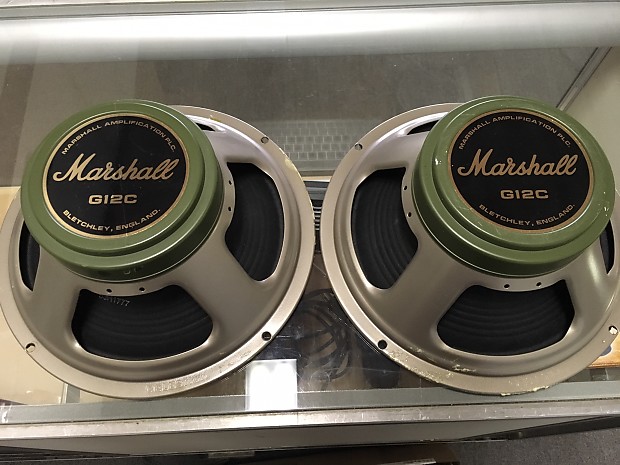 MARSHALL AMPLIFICATION PLC.
Marshall
G12C
BLETCHLEY, ENGLAND.
MARSHALL AMPLIFICATION PLC.
Marshall
G12C
BLETCHLEY, ENGLAND.